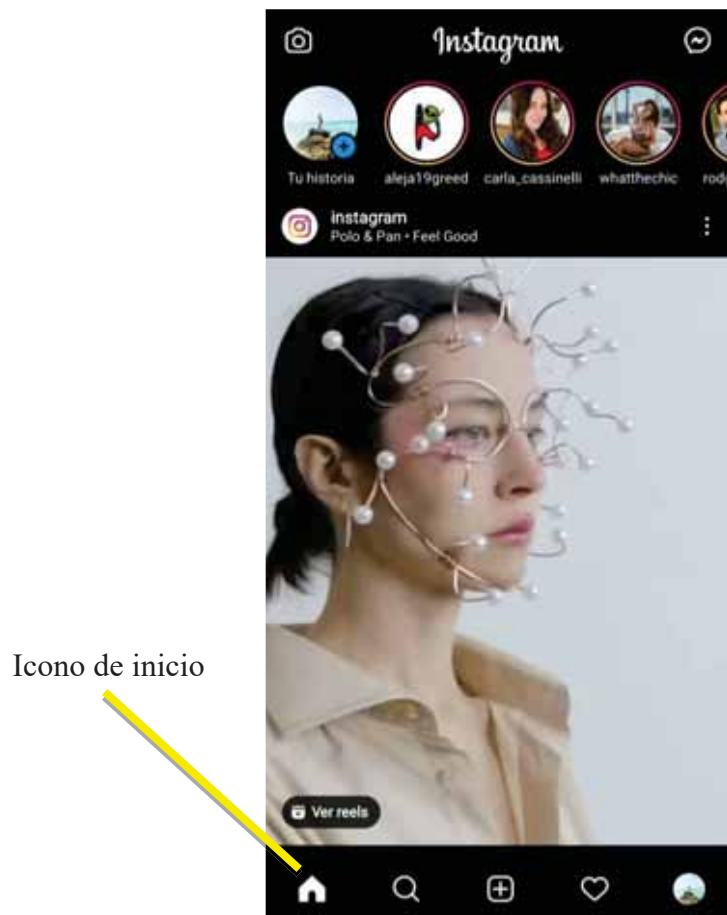 Instagram
Tu historia aleja19greed carla_cassinelli whatthechic
instagram
Polo & Pan • Feel Good
Icono de inicio
Ver reels